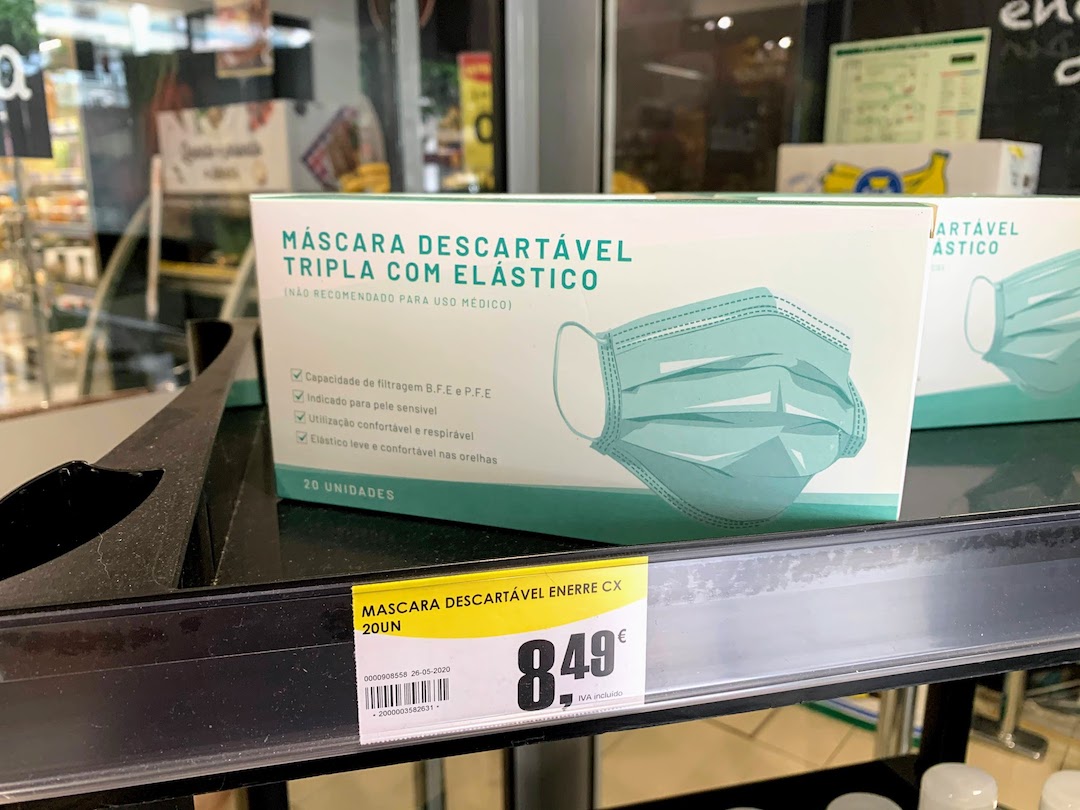 MÁSCARA DESCARTÁVEL
TRIPLA COM ELÁSTICO
(NÃO RECOMENDADO PARA USO MÉDICO)
Capacidade de filtragem B.F.E e P.F.E
Indicado para pele sensível
Utilização confortável e respirável
Elástico leve e confortável nas orelhas
20 UNIDADES
ARTÁVEL
ÁSTICO
MASCARA DESCARTÁVEL ENERRE CX
20UN
8,49€
IVA incluído
0000908558 26-05-2020
2000003582631